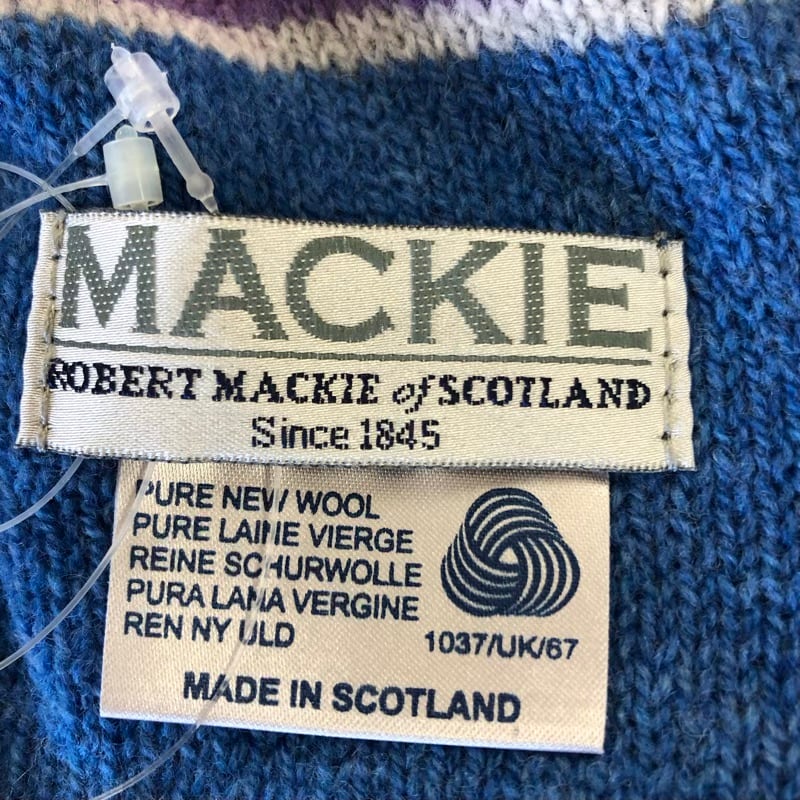 MACKIE
ROBERT MACKIE of SCOTLAND
Since 1845
PURE NEW WOOL
PURE LAINE VIERGE
REINE SCHURWOLLE
PURA LANA VERGINE
REN NY ULD
1037/UK/67
MADE IN SCOTLAND